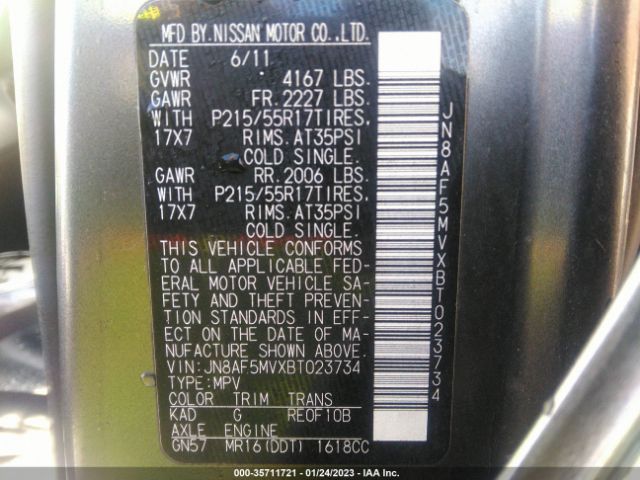 MFD BY.NISSAN MOTOR CO.,LTD.
DATE 6/11
GVWR 4167 LBS.
GAWR FR. 2227 LBS.
WITH P215/55R17TIRES,
17X7 RIMS. AT35PSI
COLD SINGLE.
GAWR RR. 2006 LBS.
WITH P215/55R17TIRES,
17X7 RIMS. AT35PSI
COLD SINGLE.
THIS VEHICLE CONFORMS
TO ALL APPLICABLE FED-
ERAL MOTOR VEHICLE SA-
FETY AND THEFT PREVEN-
TION STANDARDS IN EFF-
ECT ON THE DATE OF MA-
NUFACTURE SHOWN ABOVE.
VIN: JN8AF5MVXBT023734
TYPE: MPV
COLOR TRIM TRANS
KAD G RE0F10B
AXLE ENGINE
GN57 MR16(DDT) 1618CC
JN8AF5MVXBT023734
000-35711721 - 01/24/2023 - IAA Inc.